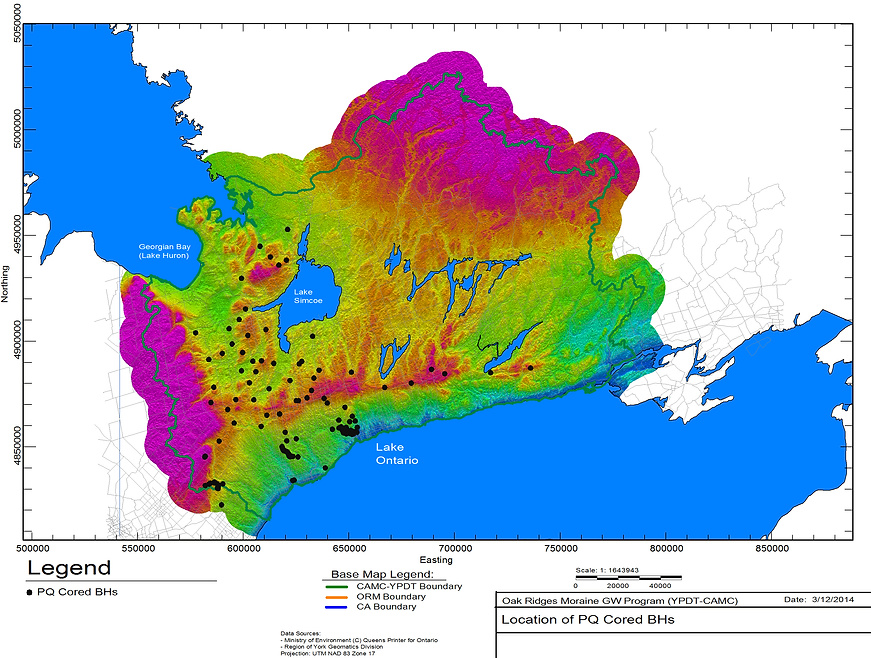 5050000
5000000
4950000
4900000
4850000
Northing
Georgian Bay
(Lake Huron)
Lake
Simcoe
Lake
Ontario
500000 550000 600000 650000 700000 750000 800000 850000
Easting
Legend
PQ Cored BHs
Base Map Legend:
CAMC-YPDT Boundary
ORM Boundary
CA Boundary
Scale: 1: 1643943
0 20000 40000
Data Sources:
- Ministry of Environment (C) Queens Printer for Ontario
- Region of York Geomatics Division
Projection: UTM NAD 83 Zone 17
Oak Ridges Moraine GW Program (YPDT-CAMC) Date: 3/12/2014
Location of PQ Cored BHs